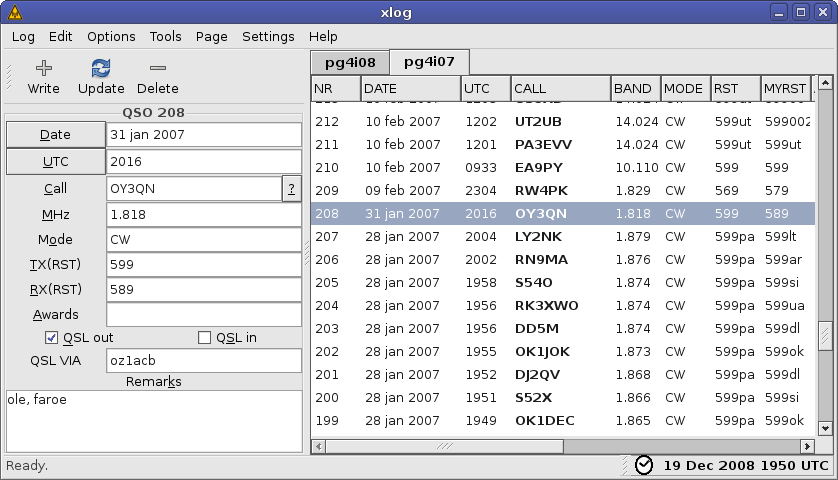 xlog
Log Edit Options Tools Page Settings Help
Write Update Delete
QSO 208
Date 31 jan 2007
UTC 2016
Call OY3QN ?
MHz 1.818
Mode CW
TX(RST) 599
RX(RST) 589
Awards
QSL out QSL in
QSL VIA oz1acb
Remarks
ole, faroe
pg4i08 pg4i07
NR DATE UTC CALL BAND MODE RST MYRST
212 10 feb 2007 1202 UT2UB 14.024 CW 599ut 599002
211 10 feb 2007 1201 PA3EVV 14.024 CW 599ut 599ut
210 10 feb 2007 0933 EA9PY 10.110 CW 599 599
209 09 feb 2007 2304 RW4PK 1.829 CW 569 579
208 31 jan 2007 2016 OY3QN 1.818 CW 599 589
207 28 jan 2007 2004 LY2NK 1.879 CW 599pa 599lt
206 28 jan 2007 2002 RN9MA 1.876 CW 599pa 599ar
205 28 jan 2007 1958 S54O 1.874 CW 599pa 599si
204 28 jan 2007 1956 RK3XWO 1.874 CW 599pa 599ua
203 28 jan 2007 1956 DD5M 1.874 CW 599pa 599dl
202 28 jan 2007 1955 OK1JOK 1.873 CW 599pa 599ok
201 28 jan 2007 1952 DJ2QV 1.868 CW 599pa 599dl
200 28 jan 2007 1951 S52X 1.866 CW 599pa 599si
199 28 jan 2007 1949 OK1DEC 1.865 CW 599pa 599ok
Ready.
19 Dec 2008 1950 UTC